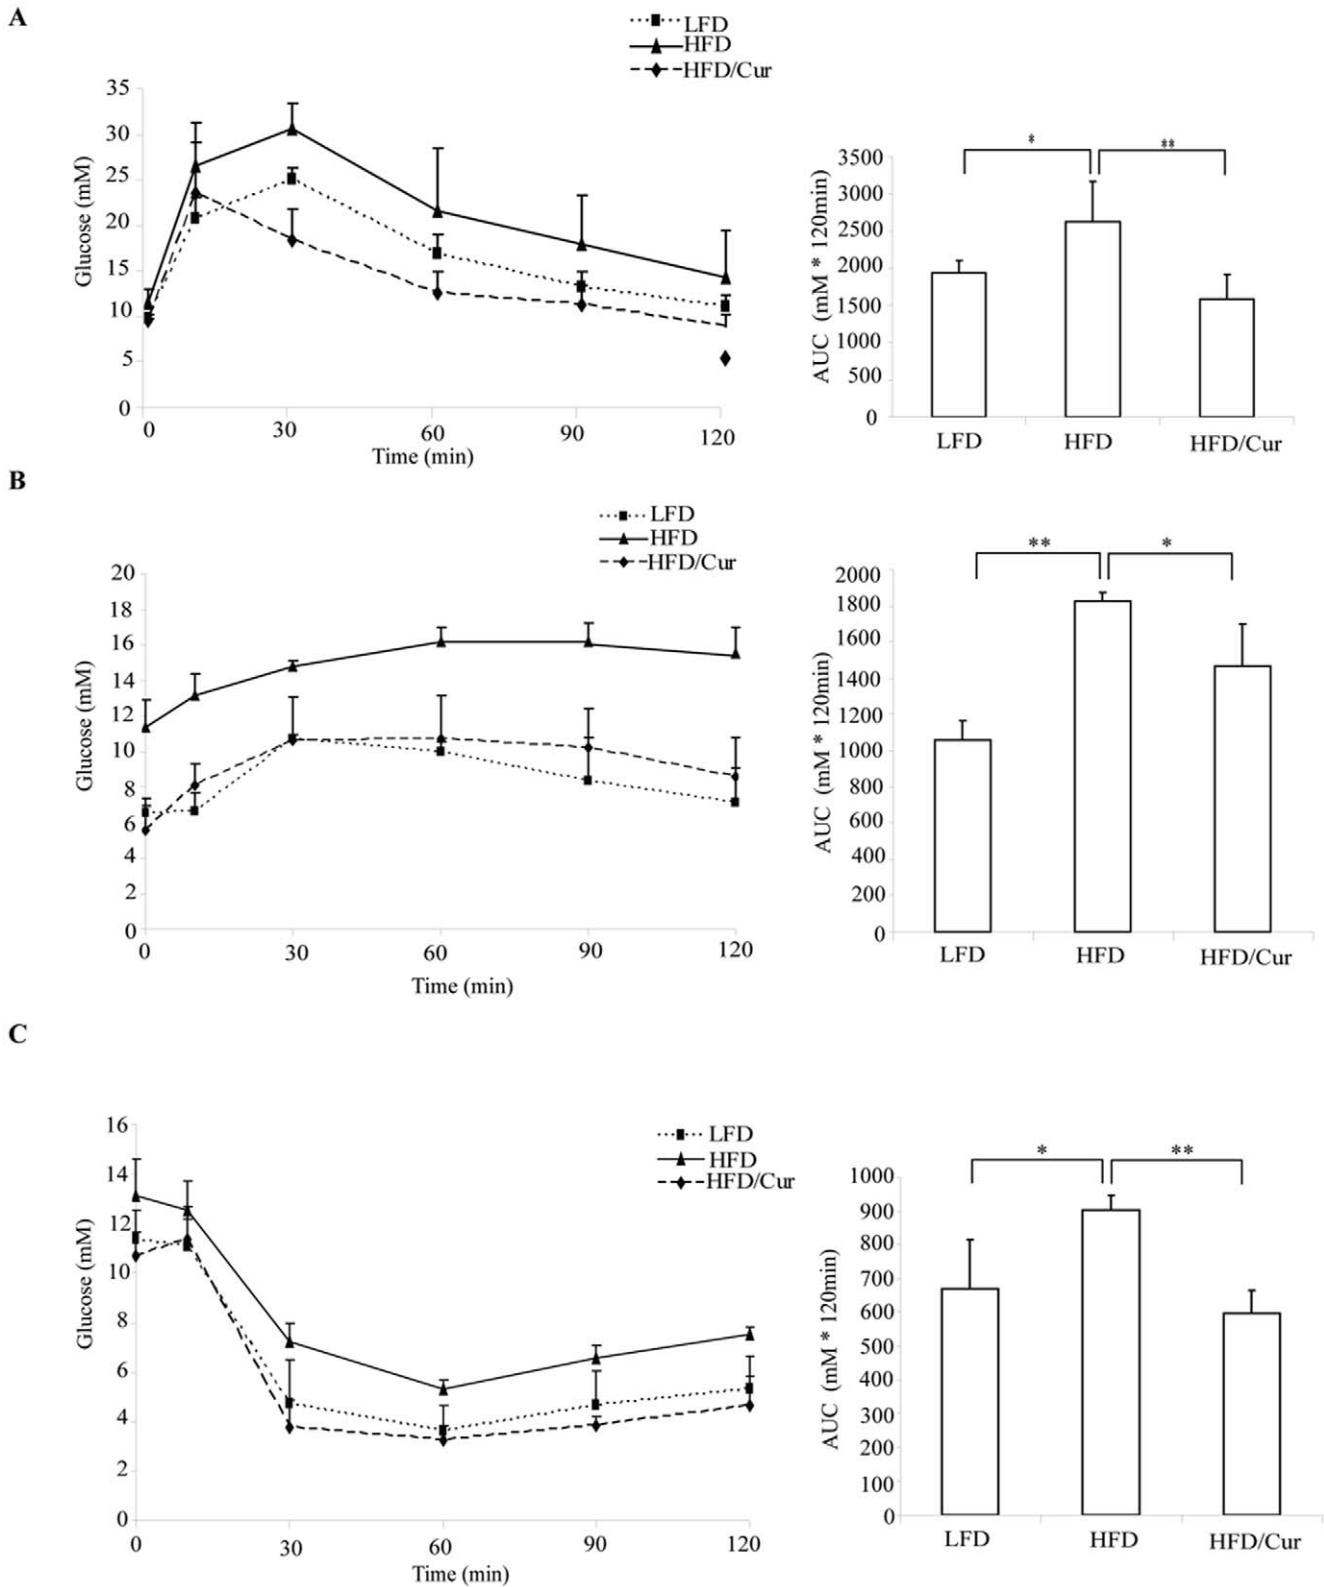 A
LFD
HFD
HFD/Cur
35
30
25
20
15
10
5
0
Glucose (mM)
0 30 60 90 120
Time (min)
* **
3500
3000
2500
2000
1500
1000
500
0
AUC (mM * 120min)
LFD HFD HFD/Cur
B
LFD
HFD
HFD/Cur
20
18
16
14
12
10
8
6
4
2
0
Glucose (mM)
0 30 60 90 120
Time (min)
** *
2000
1800
1600
1400
1200
1000
800
600
400
200
0
AUC (mM * 120min)
LFD HFD HFD/Cur
C
LFD
HFD
HFD/Cur
16
14
12
10
8
6
4
2
0
Glucose (mM)
0 30 60 90 120
Time (min)
* **
1000
900
800
700
600
500
400
300
200
100
0
AUC (mM * 120min)
LFD HFD HFD/Cur